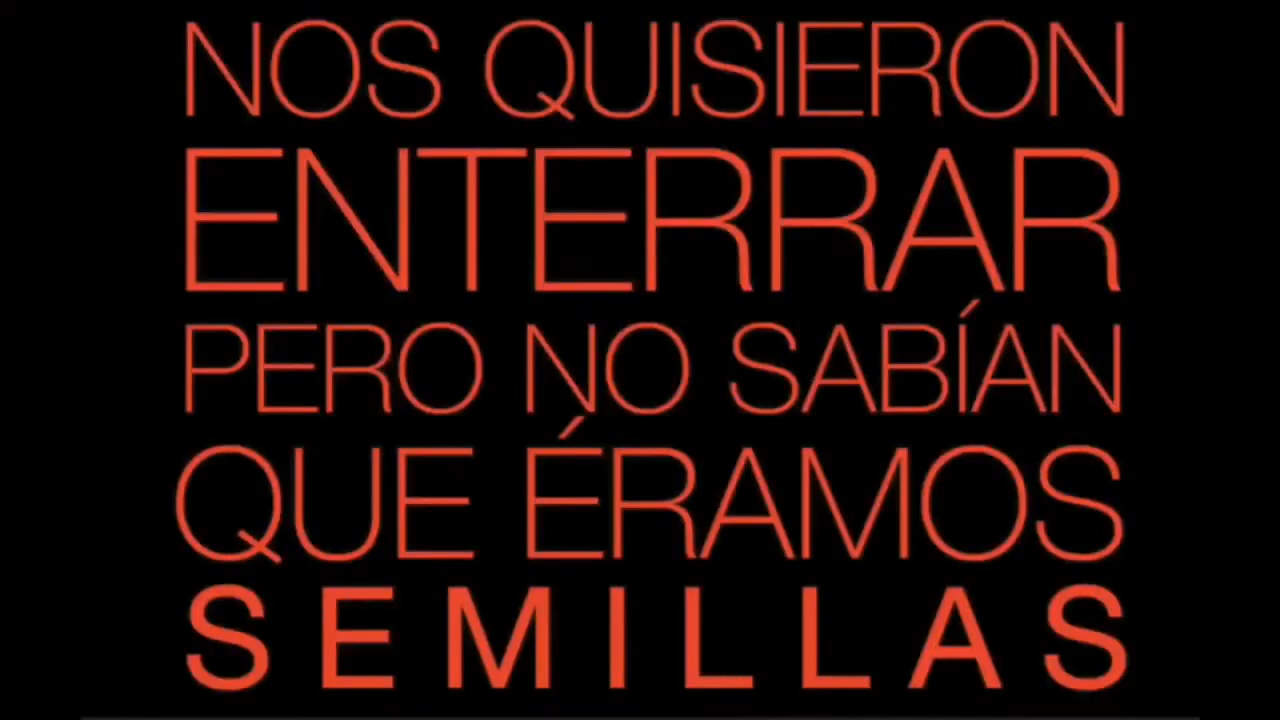 NOS QUISIERON
ENTERRAR
PERO NO SABÍAN
QUE ÉRAMOS
SEMILLAS